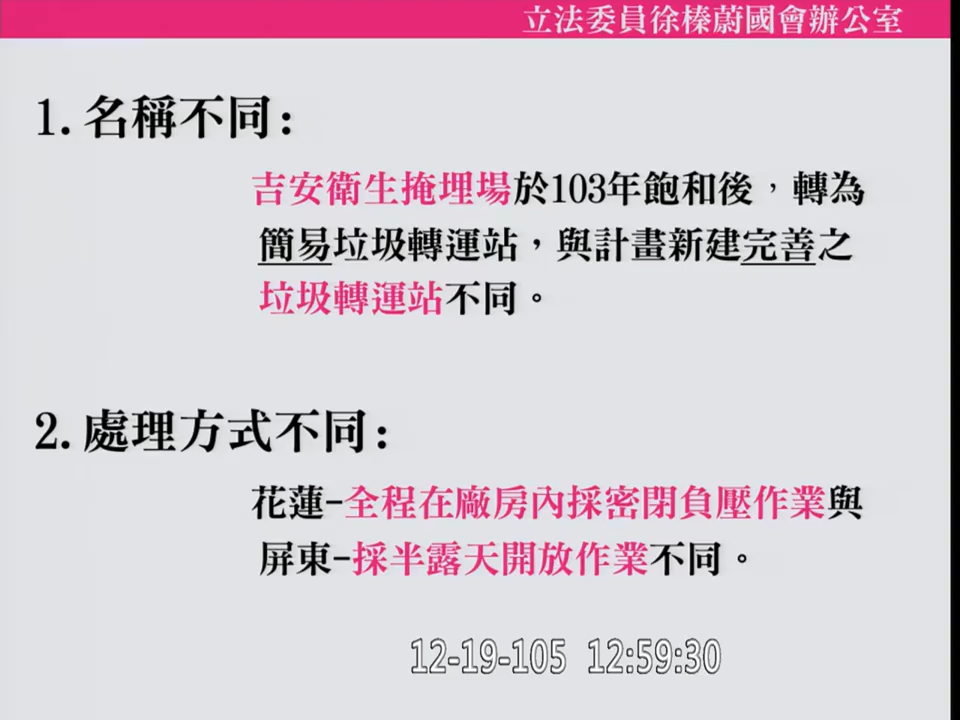 立法委員徐榛蔚國會辦公室
1. 名稱不同：
吉安衛生掩埋場於103年飽和後，轉為
簡易垃圾轉運站，與計畫新建完善之
垃圾轉運站不同。
2. 處理方式不同：
花蓮-全程在廠房內採密閉負壓作業與
屏東-採半露天開放作業不同。
12-19-105 12:59:30